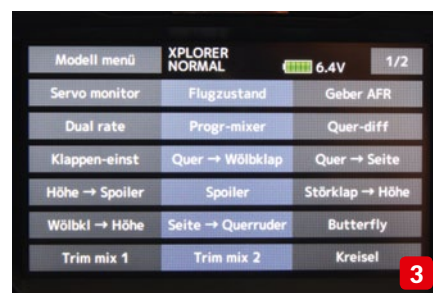 Modell menü XPLORER NORMAL 6.4V 1/2
Servo monitor Flugzustand Geber AFR
Dual rate Progr-mixer Quer-diff
Klappen-einst Quer → Wölbklap Quer → Seite
Höhe → Spoiler Spoiler Störklap → Höhe
Wölbkl → Höhe Seite → Querruder Butterfly
Trim mix 1 Trim mix 2 Kreisel
3